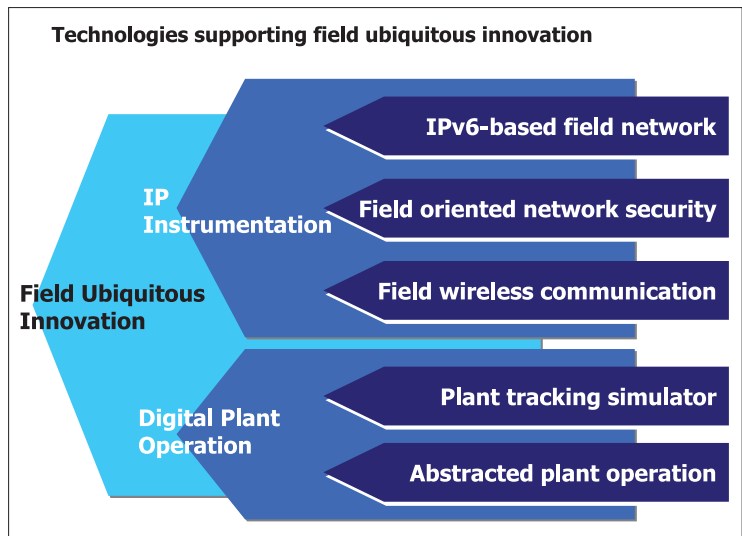 Technologies supporting field ubiquitous innovation
Field Ubiquitous
Innovation
IP
Instrumentation
IPv6-based field network
Field oriented network security
Field wireless communication
Digital Plant
Operation
Plant tracking simulator
Abstracted plant operation